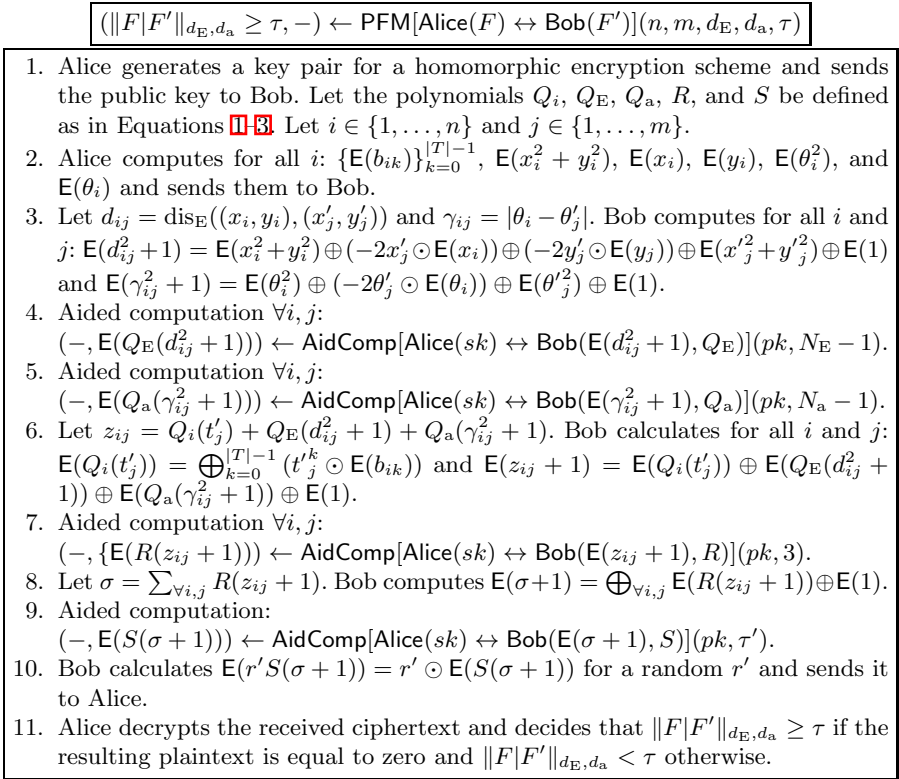 (∥F|F′∥_{d_E,d_a} ≥ τ, −) ← PFM[Alice(F) ↔ Bob(F′)](n, m, d_E, d_a, τ)
1. Alice generates a key pair for a homomorphic encryption scheme and sends
the public key to Bob. Let the polynomials Q_i, Q_E, Q_a, R, and S be defined
as in Equations 1–3. Let i ∈ {1, . . . , n} and j ∈ {1, . . . , m}.
2. Alice computes for all i: {E(b_{ik})}_{k=0}^{|T|−1}, E(x_i^2 + y_i^2), E(x_i), E(y_i), E(θ_i^2), and
E(θ_i) and sends them to Bob.
3. Let d_{ij} = dis_E((x_i, y_i), (x′_j, y′_j)) and γ_{ij} = |θ_i − θ′_j|. Bob computes for all i and
j: E(d_{ij}^2+1) = E(x_i^2+y_i^2)⊕(−2x′_j⊙E(x_i))⊕(−2y′_j⊙E(y_j))⊕E(x′_j^2+y′_j^2)⊕E(1)
and E(γ_{ij}^2 + 1) = E(θ_i^2) ⊕ (−2θ′_j ⊙ E(θ_i)) ⊕ E(θ′_j^2) ⊕ E(1).
4. Aided computation ∀i, j:
(−, E(Q_E(d_{ij}^2 + 1))) ← AidComp[Alice(sk) ↔ Bob(E(d_{ij}^2 + 1), Q_E)](pk, N_E − 1).
5. Aided computation ∀i, j:
(−, E(Q_a(γ_{ij}^2 + 1))) ← AidComp[Alice(sk) ↔ Bob(E(γ_{ij}^2 + 1), Q_a)](pk, N_a − 1).
6. Let z_{ij} = Q_i(t′_j) + Q_E(d_{ij}^2 + 1) + Q_a(γ_{ij}^2 + 1). Bob calculates for all i and j:
E(Q_i(t′_j)) = ⊕_{k=0}^{|T|−1} (t′_j^k ⊙ E(b_{ik})) and E(z_{ij} + 1) = E(Q_i(t′_j)) ⊕ E(Q_E(d_{ij}^2 +
1)) ⊕ E(Q_a(γ_{ij}^2 + 1)) ⊕ E(1).
7. Aided computation ∀i, j:
(−, {E(R(z_{ij} + 1))) ← AidComp[Alice(sk) ↔ Bob(E(z_{ij} + 1), R)](pk, 3).
8. Let σ = ∑_{∀i,j} R(z_{ij} + 1). Bob computes E(σ+1) = ⊕_{∀i,j} E(R(z_{ij} + 1))⊕E(1).
9. Aided computation:
(−, E(S(σ + 1))) ← AidComp[Alice(sk) ↔ Bob(E(σ + 1), S)](pk, τ′).
10. Bob calculates E(r′S(σ + 1)) = r′ ⊙ E(S(σ + 1)) for a random r′ and sends it
to Alice.
11. Alice decrypts the received ciphertext and decides that ∥F|F′∥_{d_E,d_a} ≥ τ if the
resulting plaintext is equal to zero and ∥F|F′∥_{d_E,d_a} < τ otherwise.